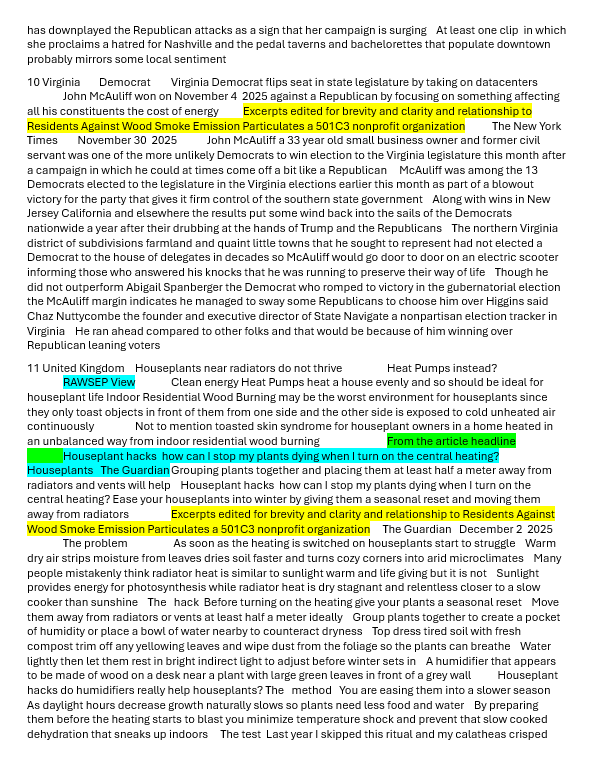 has downplayed the Republican attacks as a sign that her campaign is surging At least one clip in which
she proclaims a hatred for Nashville and the pedal taverns and bachelorettes that populate downtown
probably mirrors some local sentiment
10 Virginia Democrat Virginia Democrat flips seat in state legislature by taking on datacenters
John McAuliff won on November 4 2025 against a Republican by focusing on something affecting
all his constituents the cost of energy Excerpts edited for brevity and clarity and relationship to
Residents Against Wood Smoke Emission Particulates a 501C3 nonprofit organization The New York
Times November 30 2025 John McAuliff a 33 year old small business owner and former civil
servant was one of the more unlikely Democrats to win election to the Virginia legislature this month after
a campaign in which he could at times come off a bit like a Republican McAuliff was among the 13
Democrats elected to the legislature in the Virginia elections earlier this month as part of a blowout
victory for the party that gives it firm control of the southern state government Along with wins in New
Jersey California and elsewhere the results put some wind back into the sails of the Democrats
nationwide a year after their drubbing at the hands of Trump and the Republicans The northern Virginia
district of subdivisions farmland and quaint little towns that he sought to represent had not elected a
Democrat to the house of delegates in decades so McAuliff would go door to door on an electric scooter
informing those who answered his knocks that he was running to preserve their way of life Though he
did not outperform Abigail Spanberger the Democrat who romped to victory in the gubernatorial election
the McAuliff margin indicates he managed to sway some Republicans to choose him over Higgins said
Chaz Nuttycombe the founder and executive director of State Navigate a nonpartisan election tracker in
Virginia He ran ahead compared to other folks and that would be because of him winning over
Republican leaning voters
11 United Kingdom Houseplants near radiators do not thrive Heat Pumps instead?
RAWSEP View Clean energy Heat Pumps heat a house evenly and so should be ideal for
houseplant life Indoor Residential Wood Burning may be the worst environment for houseplants since
they only toast objects in front of them from one side and the other side is exposed to cold unheated air
continuously Not to mention toasted skin syndrome for houseplant owners in a home heated in
an unbalanced way from indoor residential wood burning From the article headline
Houseplant hacks how can I stop my plants dying when I turn on the central heating?
Houseplants The Guardian Grouping plants together and placing them at least half a meter away from
radiators and vents will help Houseplant hacks how can I stop my plants dying when I turn on the
central heating? Ease your houseplants into winter by giving them a seasonal reset and moving them
away from radiators Excerpts edited for brevity and clarity and relationship to Residents Against
Wood Smoke Emission Particulates a 501C3 nonprofit organization The Guardian December 2 2025
The problem As soon as the heating is switched on houseplants start to struggle Warm
dry air strips moisture from leaves dries soil faster and turns cozy corners into arid microclimates Many
people mistakenly think radiator heat is similar to sunlight warm and life giving but it is not Sunlight
provides energy for photosynthesis while radiator heat is dry stagnant and relentless closer to a slow
cooker than sunshine The hack Before turning on the heating give your plants a seasonal reset Move
them away from radiators or vents at least half a meter ideally Group plants together to create a pocket
of humidity or place a bowl of water nearby to counteract dryness Top dress tired soil with fresh
compost trim off any yellowing leaves and wipe dust from the foliage so the plants can breathe Water
lightly then let them rest in bright indirect light to adjust before winter sets in A humidifier that appears
to be made of wood on a desk near a plant with large green leaves in front of a grey wall Houseplant
hacks do humidifiers really help houseplants? The method You are easing them into a slower season
As daylight hours decrease growth naturally slows so plants need less food and water By preparing
them before the heating starts to blast you minimize temperature shock and prevent that slow cooked
dehydration that sneaks up indoors The test Last year I skipped this ritual and my calatheas crisped